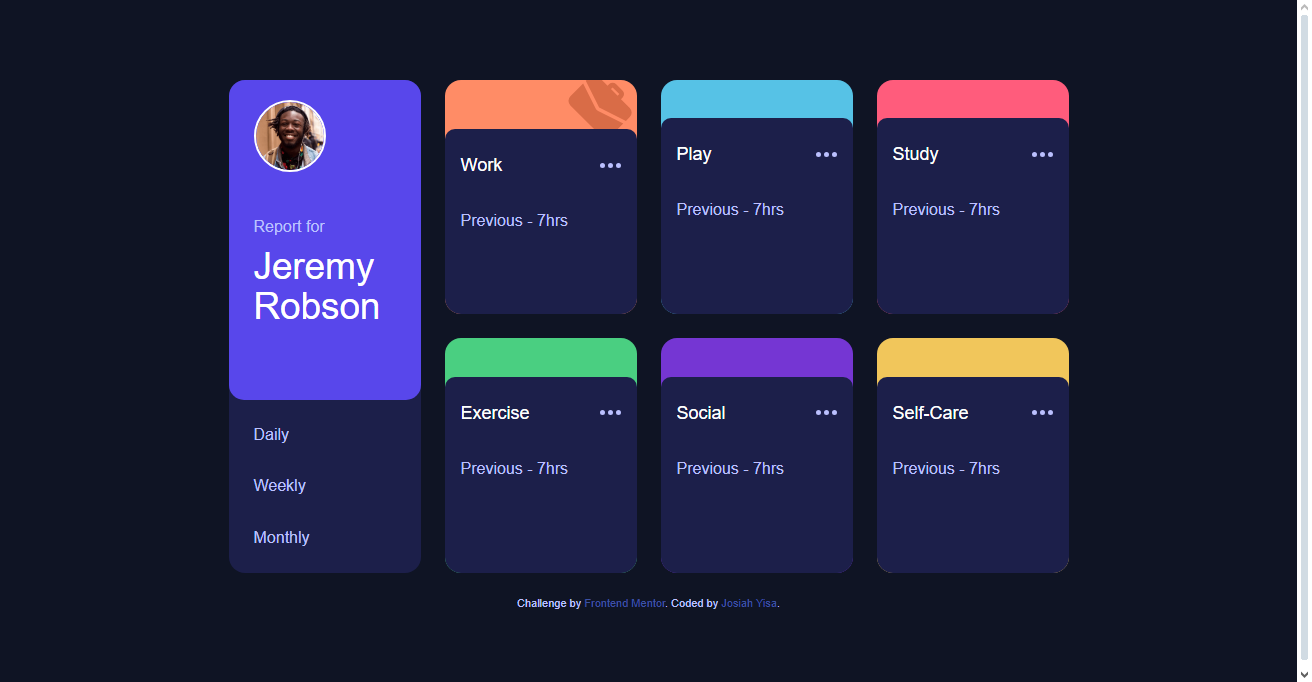 Report for
Jeremy
Robson
Daily
Weekly
Monthly
Work
Previous - 7hrs
Play
Previous - 7hrs
Study
Previous - 7hrs
Exercise
Previous - 7hrs
Social
Previous - 7hrs
Self-Care
Previous - 7hrs
Challenge by Frontend Mentor. Coded by Josiah Yisa.